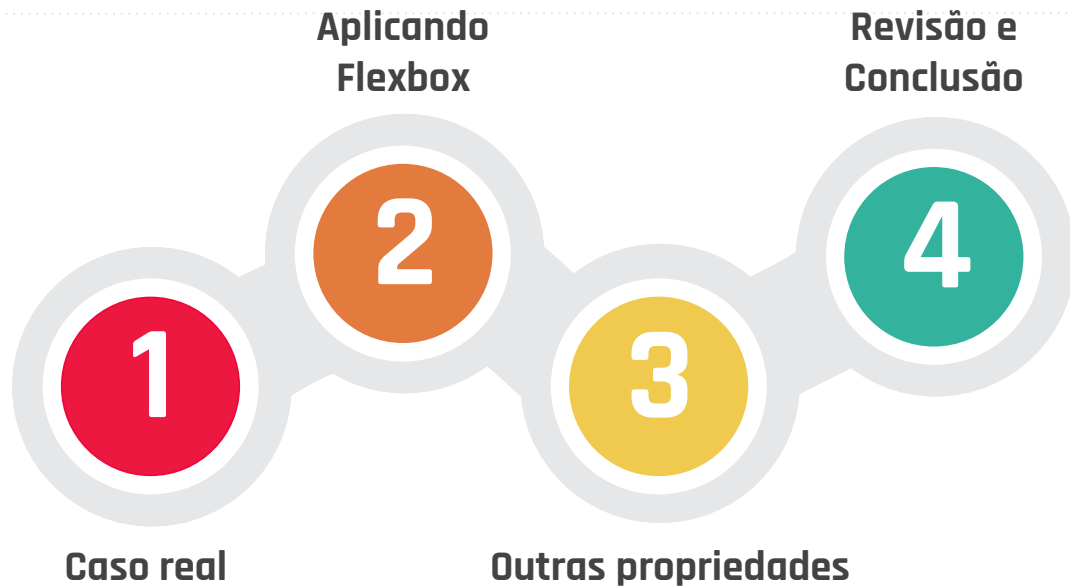 Aplicando
Flexbox
Revisão e
Conclusão
1
2
3
4
Caso real
Outras propriedades